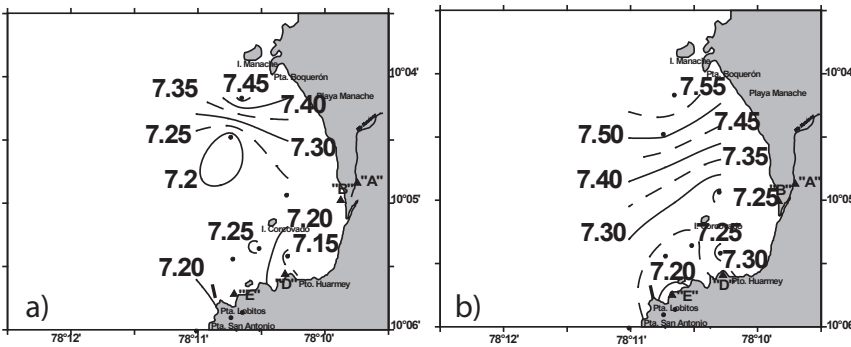 I. Manache
7.45
Pta. Boquerón
10°04'
7.35
7.40
Playa Manache
7.25
7.30
7.2
"A"
"B"
10°05'
7.20
7.25
I. Corcovado
7.15
7.20
"D"
Pto. Huarmey
"E"
a)
Pta. Lobitos
Pta. San Antonio
10°06'
78°12'
78°11'
78°10'
I. Manache
Pta. Boquerón
10°04'
7.55
Playa Manache
7.50
7.45
7.35
7.40
"A"
"B"
7.25
10°05'
7.30
I. Corcovado
7.25
7.30
7.20
"D"
Pto. Huarmey
"E"
b)
Pta. Lobitos
Pta. San Antonio
10°06'
78°12'
78°11'
78°10'